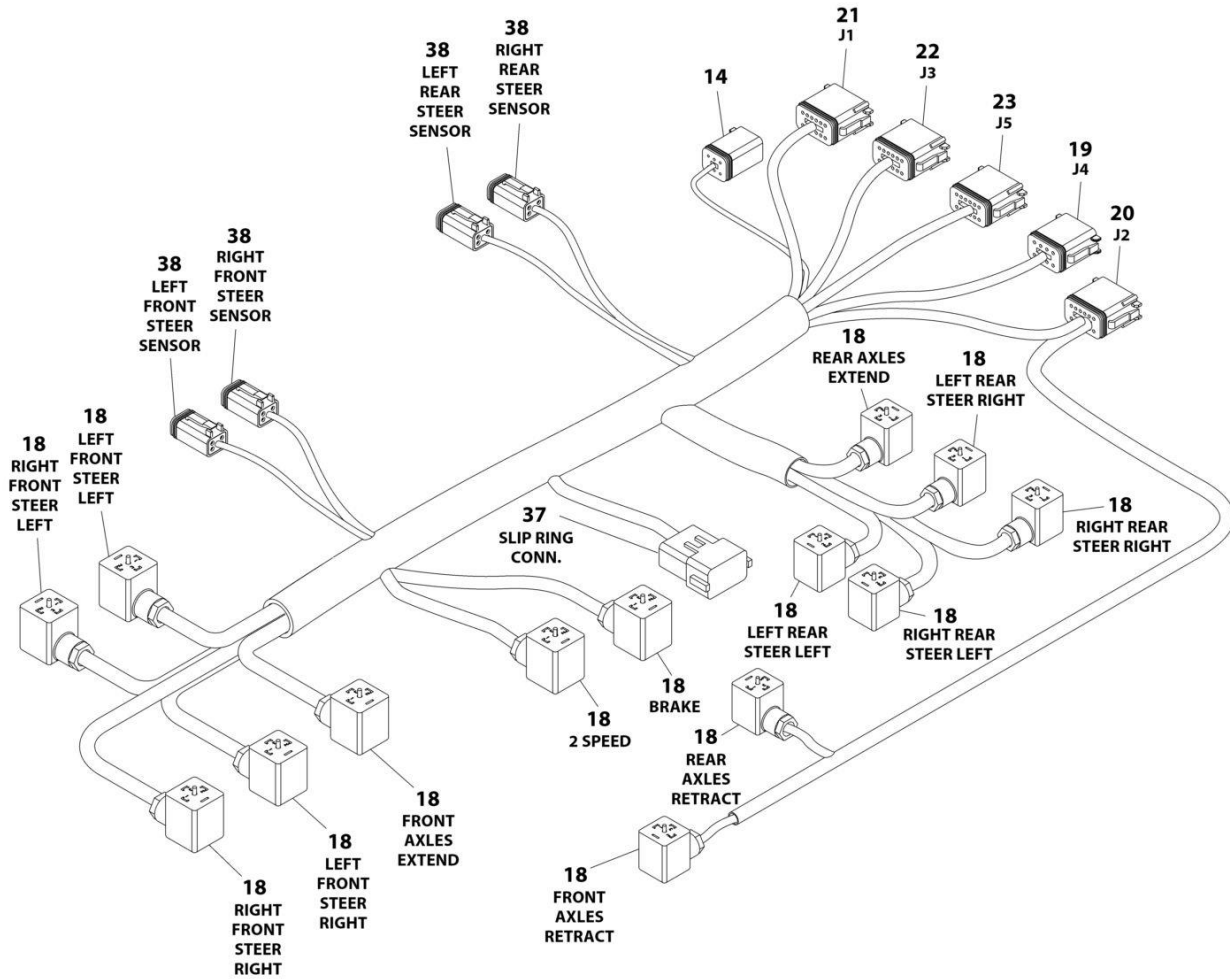 38
LEFT
REAR
STEER
SENSOR
38
RIGHT
REAR
STEER
SENSOR
14
21
J1
22
J3
23
J5
19
J4
20
J2
38
LEFT
FRONT
STEER
SENSOR
38
RIGHT
FRONT
STEER
SENSOR
18
REAR AXLES
EXTEND
18
LEFT REAR
STEER RIGHT
18
RIGHT
FRONT
STEER
LEFT
18
LEFT
FRONT
STEER
LEFT
37
SLIP RING
CONN.
18
RIGHT REAR
STEER RIGHT
18
LEFT REAR
STEER LEFT
18
RIGHT REAR
STEER LEFT
18
BRAKE
18
2 SPEED
18
REAR
AXLES
RETRACT
18
FRONT
AXLES
EXTEND
18
LEFT
FRONT
STEER
RIGHT
18
RIGHT
FRONT
STEER
RIGHT
18
FRONT
AXLES
RETRACT